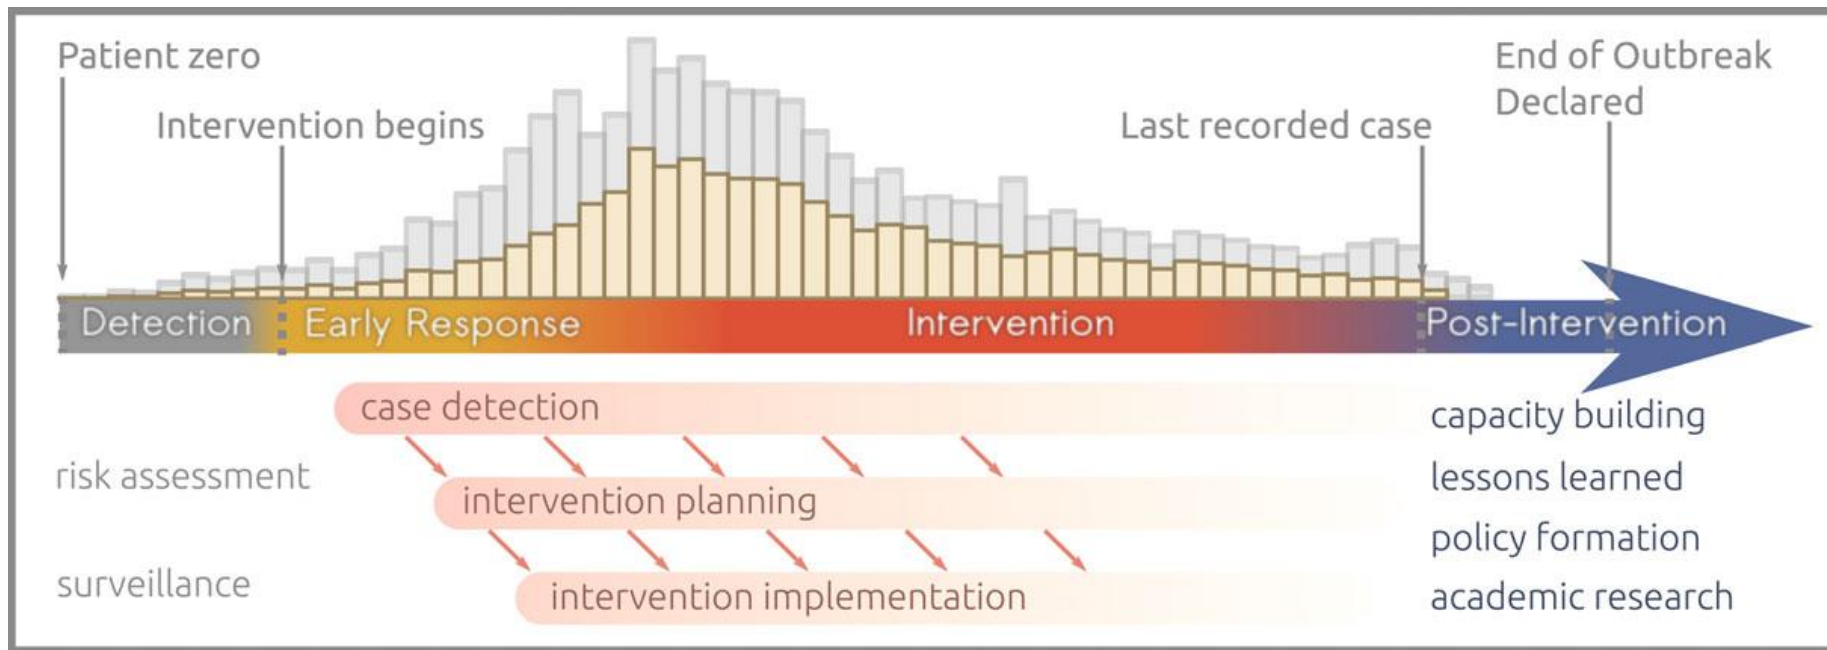 Patient zero
Intervention begins
Last recorded case
End of Outbreak
Declared
Detection
Early Response
Intervention
Post-Intervention
case detection
risk assessment
intervention planning
surveillance
intervention implementation
capacity building
lessons learned
policy formation
academic research